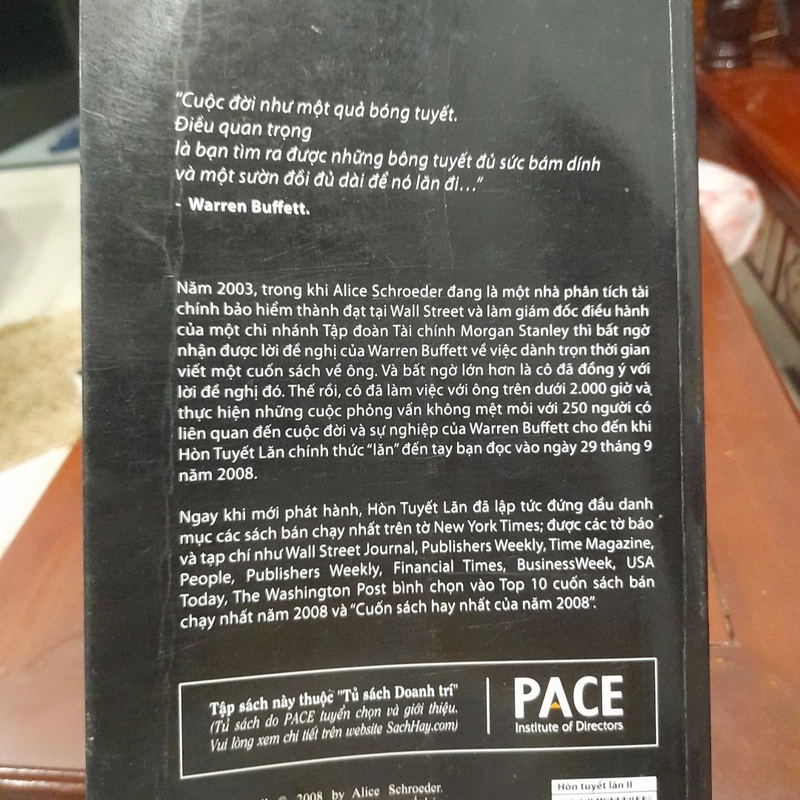 "Cuộc đời như một quả bóng tuyết.
Điều quan trọng
là bạn tìm ra được những bông tuyết đủ sức bám dính
và một sườn đồi đủ dài để nó lăn đi..."
- Warren Buffett.
Năm 2003, trong khi Alice Schroeder đang là một nhà phân tích tài
chính bảo hiểm thành đạt tại Wall Street và làm giám đốc điều hành
của một chi nhánh Tập đoàn Tài chính Morgan Stanley thì bất ngờ
nhận được lời đề nghị của Warren Buffett về việc dành trọn thời gian
viết một cuốn sách về ông. Và bất ngờ lớn hơn là cô đã đồng ý với
lời đề nghị đó. Thế rồi, cô đã làm việc với ông trên dưới 2.000 giờ và
thực hiện những cuộc phỏng vấn không mệt mỏi với 250 người có
liên quan đến cuộc đời và sự nghiệp của Warren Buffett cho đến khi
Hòn Tuyết Lăn chính thức "lăn" đến tay bạn đọc vào ngày 29 tháng 9
năm 2008.
Ngay khi mới phát hành, Hòn Tuyết Lăn đã lập tức đứng đầu danh
mục các sách bán chạy nhất trên tờ New York Times; được các tờ báo
và tạp chí như Wall Street Journal, Publishers Weekly, Time Magazine,
People, Publishers Weekly, Financial Times, BusinessWeek, USA
Today, The Washington Post bình chọn vào Top 10 cuốn sách bán
chạy nhất năm 2008 và "Cuốn sách hay nhất của năm 2008".
Tập sách này thuộc "Tủ sách Doanh trí"
(Tủ sách do PACE tuyển chọn và giới thiệu.
Vui lòng xem chi tiết trên website SachHay.com)
PACE
Institute of Directors
© 2008 by Alice Schroeder.
Hòn tuyết lăn II